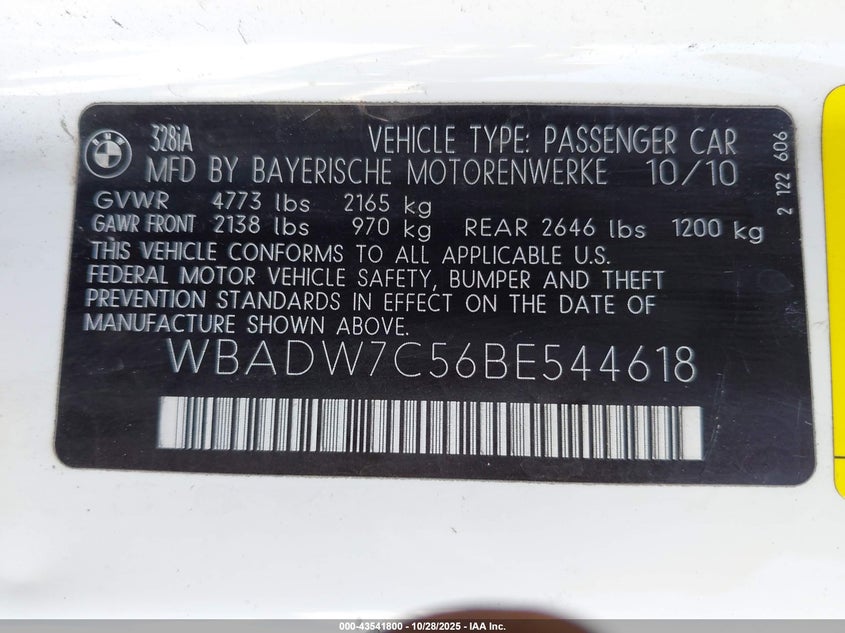 BMW
328iA VEHICLE TYPE: PASSENGER CAR
MFD BY BAYERISCHE MOTORENWERKE 10/10
GVWR 4773 lbs 2165 kg
GAWR FRONT 2138 lbs 970 kg REAR 2646 lbs 1200 kg
THIS VEHICLE CONFORMS TO ALL APPLICABLE U.S.
FEDERAL MOTOR VEHICLE SAFETY, BUMPER AND THEFT
PREVENTION STANDARDS IN EFFECT ON THE DATE OF
MANUFACTURE SHOWN ABOVE.
WBADW7C56BE544618
2 122 606
000-43541800 - 10/28/2025 - IAA Inc.